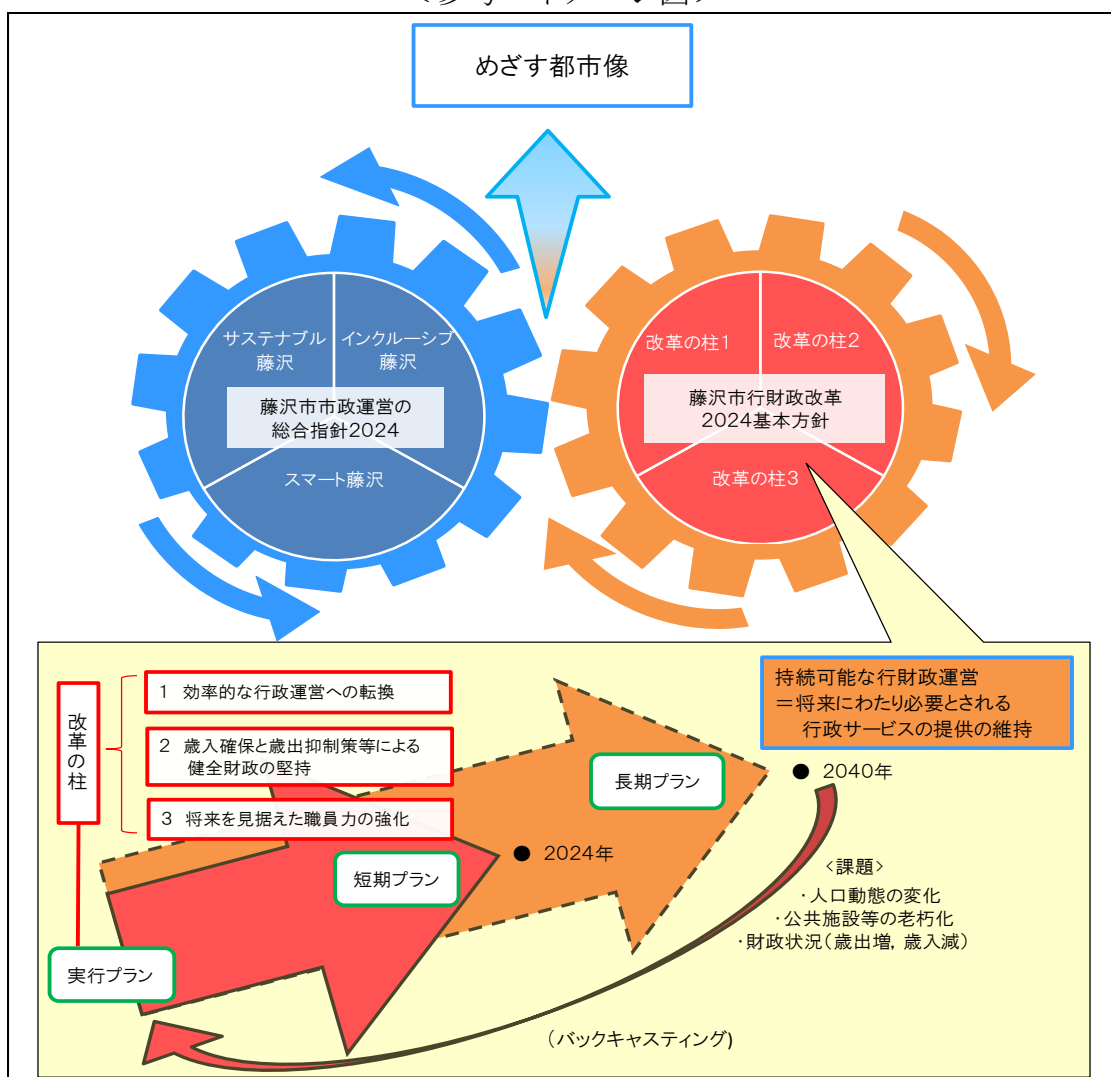 めざす都市像
サステナブル
藤沢
インクルーシブ
藤沢
藤沢市市政運営の
総合指針2024
スマート藤沢
改革の柱1
改革の柱2
藤沢市行財政改革
2024基本方針
改革の柱3
改革の柱
1 効率的な行政運営への転換
2 歳入確保と歳出抑制策等による
健全財政の堅持
3 将来を見据えた職員力の強化
持続可能な行財政運営
＝将来にわたり必要とされる
行政サービスの提供の維持
長期プラン
● 2040年
● 2024年
短期プラン
実行プラン
<課題>
・人口動態の変化
・公共施設等の老朽化
・財政状況（歳出増，歳入減）
（バックキャスティング)